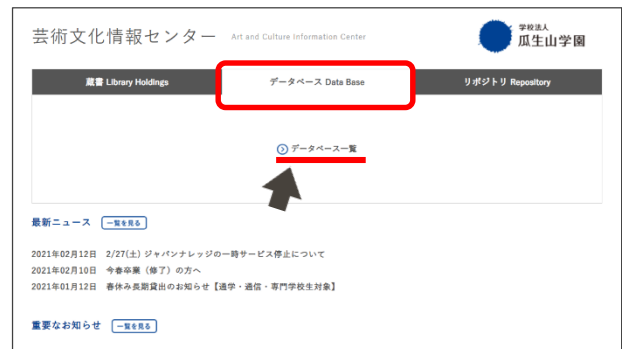 芸術文化情報センター Art and Culture Information Center
学校法人
瓜生山学園
蔵書 Library Holdings データベース Data Base リポジトリ Repository
データベース一覧
最新ニュース 一覧を見る
2021年02月12日 2/27(土) ジャパンナレッジの一時サービス停止について
2021年02月10日 今春卒業（修了）の方へ
2021年01月12日 春休み長期貸出のお知らせ【通学・通信・専門学校生対象】
重要なお知らせ 一覧を見る